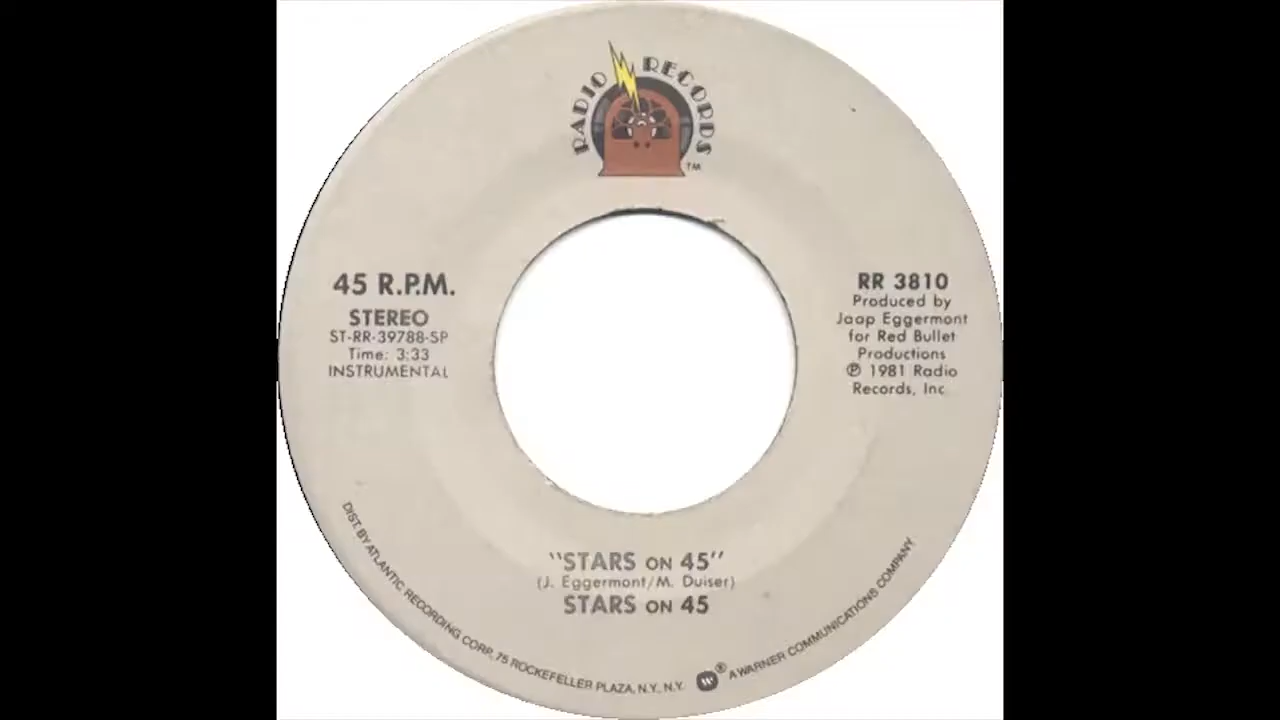 RADIO RECORDS
TM
45 R.P.M.
STEREO
ST-RR-39788-SP
Time: 3:33
INSTRUMENTAL
RR 3810
Produced by
Jaap Eggermont
for Red Bullet
Productions
℗ 1981 Radio
Records, Inc
"STARS ON 45"
(J. Eggermont/M. Duiser)
STARS ON 45
DIST. BY ATLANTIC RECORDING CORP., 75 ROCKEFELLER PLAZA, N.Y., N.Y.
® A WARNER COMMUNICATIONS COMPANY